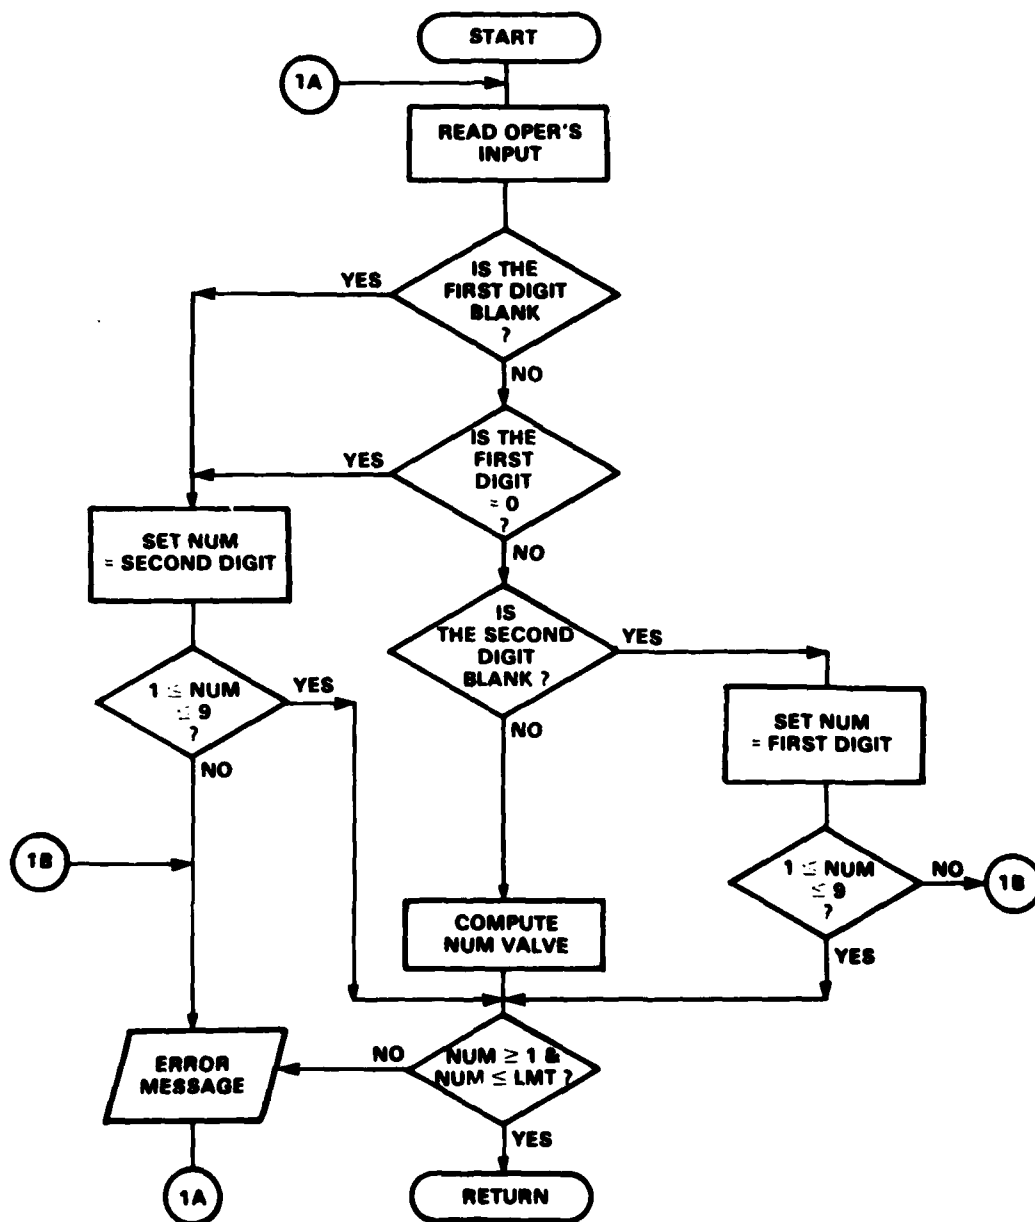 START
1A
READ OPER'S
INPUT
IS THE
FIRST DIGIT
BLANK
?
YES
NO
IS THE
FIRST
DIGIT
= 0
?
YES
NO
SET NUM
= SECOND DIGIT
IS
THE SECOND
DIGIT
BLANK ?
YES
NO
1 ≤ NUM
≤ 9
?
YES
NO
SET NUM
= FIRST DIGIT
1B
1 ≤ NUM
≤ 9
?
NO
1B
YES
COMPUTE
NUM VALVE
NUM ≥ 1 &
NUM ≤ LMT ?
NO
YES
ERROR
MESSAGE
1A
RETURN